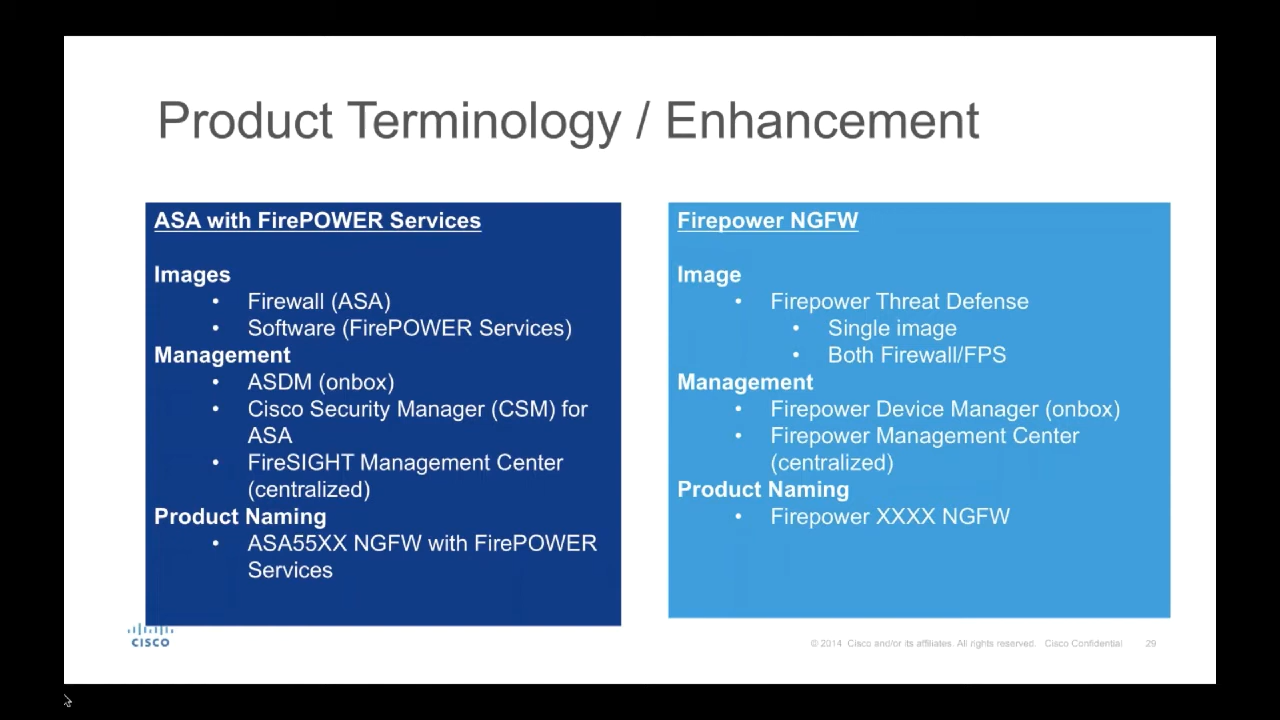 Product Terminology / Enhancement
ASA with FirePOWER Services
Images
• Firewall (ASA)
• Software (FirePOWER Services)
Management
• ASDM (onbox)
• Cisco Security Manager (CSM) for
ASA
• FireSIGHT Management Center
(centralized)
Product Naming
• ASA55XX NGFW with FirePOWER
Services
Firepower NGFW
Image
• Firepower Threat Defense
• Single image
• Both Firewall/FPS
Management
• Firepower Device Manager (onbox)
• Firepower Management Center
(centralized)
Product Naming
• Firepower XXXX NGFW
CISCO
© 2014 Cisco and/or its affiliates. All rights reserved. Cisco Confidential 29